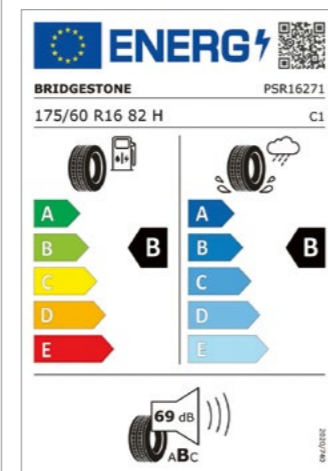 ENERG
BRIDGESTONE PSR16271
175/60 R16 82 H C1
A A
B B B B
C C
D D
E E
69 dB
ABC
2020/740